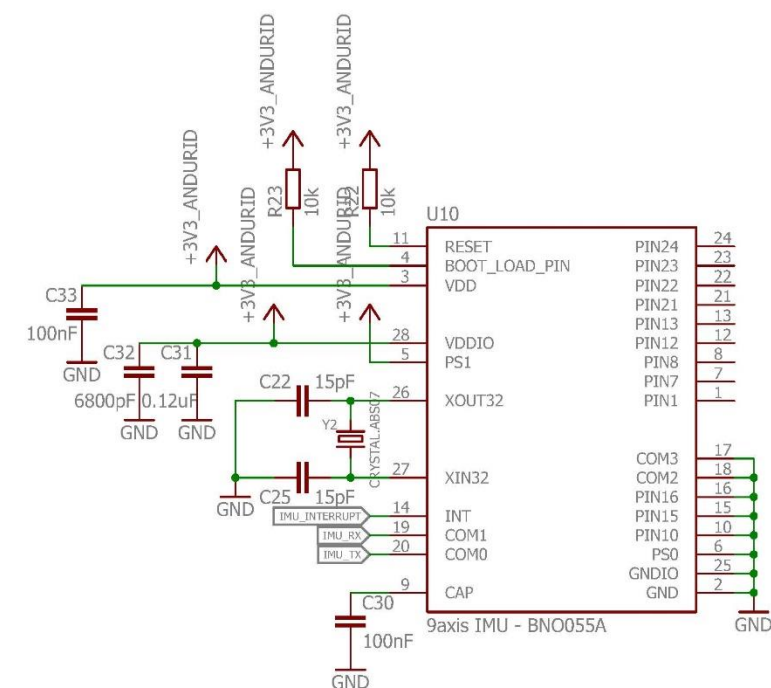 +3V3_ANDURID
+3V3_ANDURID
+3V3_ANDURID
+3V3_ANDURID
+3V3_ANDURID
R23
10k
R22
10k
U10
11 RESET
4 BOOT_LOAD_PIN
3 VDD
28 VDDIO
5 PS1
26 XOUT32
27 XIN32
14 INT
19 COM1
20 COM0
9 CAP
PIN24 24
PIN23 23
PIN22 22
PIN21 21
PIN13 13
PIN12 12
PIN8 8
PIN7 7
PIN1 1
COM3 17
COM2 18
PIN16 16
PIN15 15
PIN10 10
PS0 6
GNDIO 25
GND 2
C33
100nF
GND
C32
6800pF
GND
C31
0.12uF
GND
C22 15pF
Y2
CRYSTAL.ABS07
C25 15pF
GND
IMU_INTERRUPT
IMU_RX
IMU_TX
C30
100nF
GND
9axis IMU - BNO055A
GND